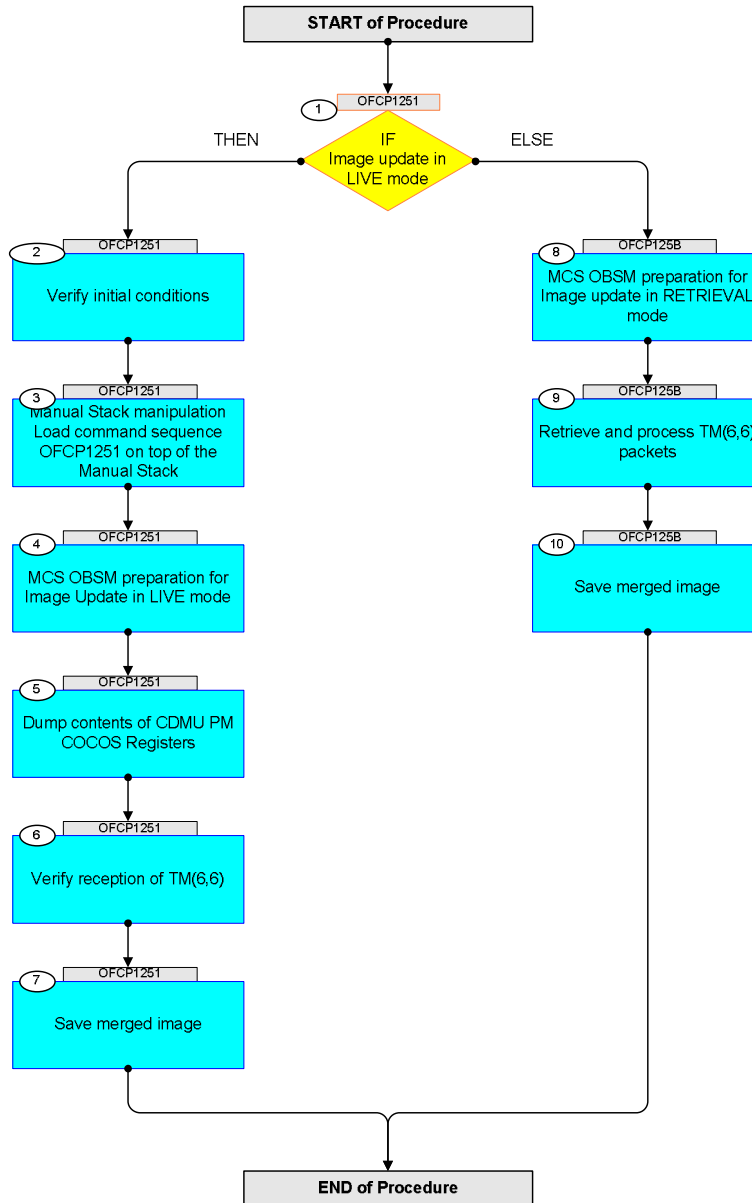 START of Procedure
OFCP1251
1
IF
Image update in
LIVE mode
THEN
ELSE
OFCP1251
2
Verify initial conditions
OFCP1251
3
Manual Stack manipulation
Load command sequence
OFCP1251 on top of the
Manual Stack
OFCP1251
4
MCS OBSM preparation for
Image Update in LIVE mode
OFCP1251
5
Dump contents of CDMU PM
COCOS Registers
OFCP1251
6
Verify reception of TM(6,6)
OFCP1251
7
Save merged image
OFCP125B
8
MCS OBSM preparation for
Image update in RETRIEVAL
mode
OFCP125B
9
Retrieve and process TM(6,6)
packets
OFCP125B
10
Save merged image
END of Procedure